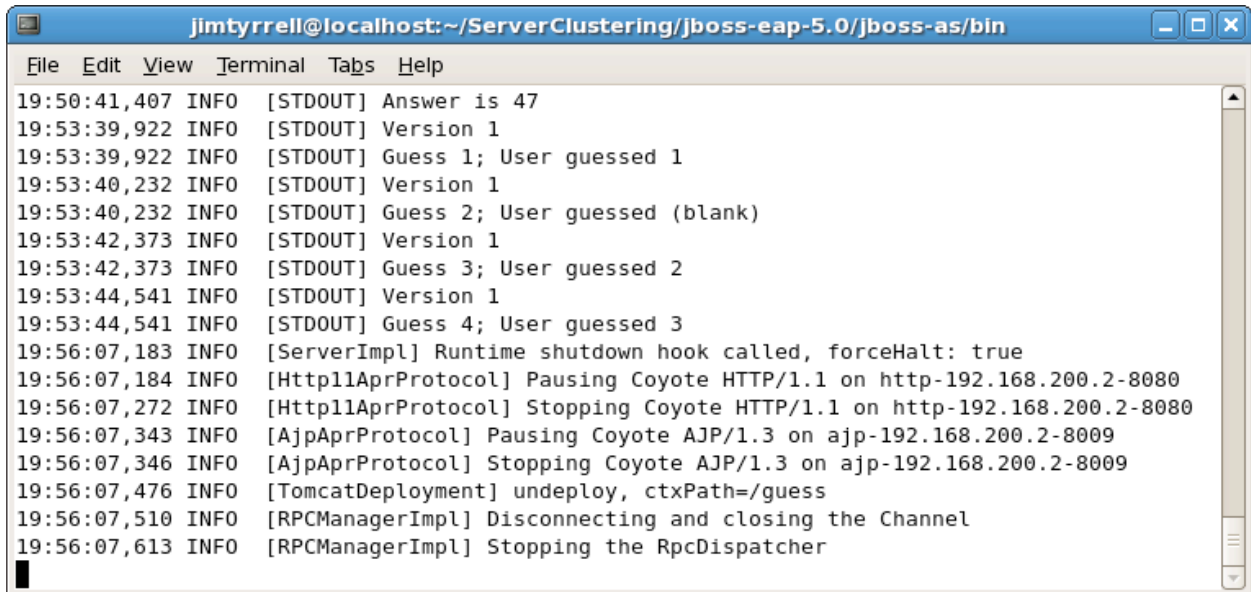 jimtyrrell@localhost:~/ServerClustering/jboss-eap-5.0/jboss-as/bin
File Edit View Terminal Tabs Help
19:50:41,407 INFO  [STDOUT] Answer is 47
19:53:39,922 INFO  [STDOUT] Version 1
19:53:39,922 INFO  [STDOUT] Guess 1; User guessed 1
19:53:40,232 INFO  [STDOUT] Version 1
19:53:40,232 INFO  [STDOUT] Guess 2; User guessed (blank)
19:53:42,373 INFO  [STDOUT] Version 1
19:53:42,373 INFO  [STDOUT] Guess 3; User guessed 2
19:53:44,541 INFO  [STDOUT] Version 1
19:53:44,541 INFO  [STDOUT] Guess 4; User guessed 3
19:56:07,183 INFO  [ServerImpl] Runtime shutdown hook called, forceHalt: true
19:56:07,184 INFO  [Http11AprProtocol] Pausing Coyote HTTP/1.1 on http-192.168.200.2-8080
19:56:07,272 INFO  [Http11AprProtocol] Stopping Coyote HTTP/1.1 on http-192.168.200.2-8080
19:56:07,343 INFO  [AjpAprProtocol] Pausing Coyote AJP/1.3 on ajp-192.168.200.2-8009
19:56:07,346 INFO  [AjpAprProtocol] Stopping Coyote AJP/1.3 on ajp-192.168.200.2-8009
19:56:07,476 INFO  [TomcatDeployment] undeploy, ctxPath=/guess
19:56:07,510 INFO  [RPCManagerImpl] Disconnecting and closing the Channel
19:56:07,613 INFO  [RPCManagerImpl] Stopping the RpcDispatcher